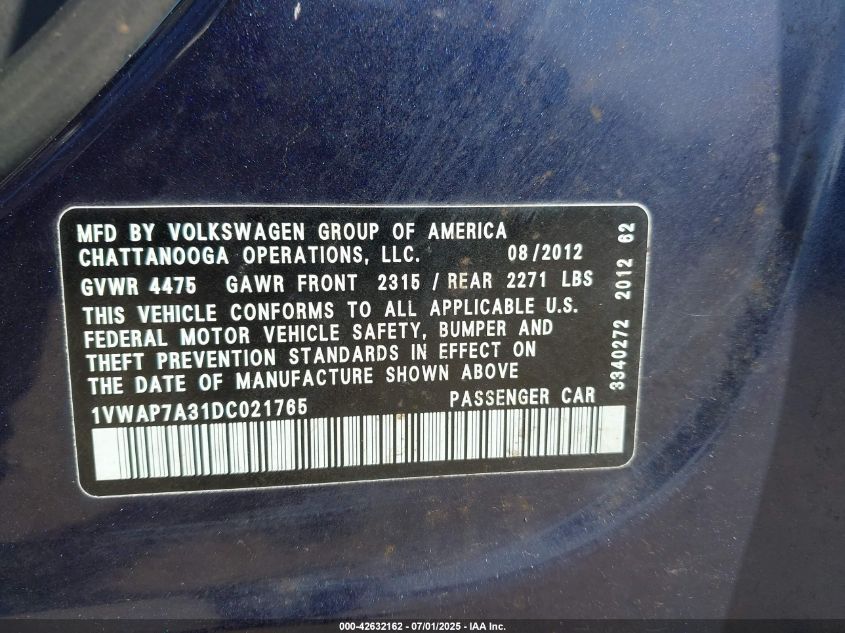 MFD BY VOLKSWAGEN GROUP OF AMERICA
CHATTANOOGA OPERATIONS, LLC. 08/2012
GVWR 4475 GAWR FRONT 2315 / REAR 2271 LBS
THIS VEHICLE CONFORMS TO ALL APPLICABLE U.S.
FEDERAL MOTOR VEHICLE SAFETY, BUMPER AND
THEFT PREVENTION STANDARDS IN EFFECT ON
THE DATE OF MANUFACTURE SHOWN ABOVE
1VWAP7A31DC021765 PASSENGER CAR
3340272 2012 62
000-42632162 - 07/01/2025 - IAA Inc.